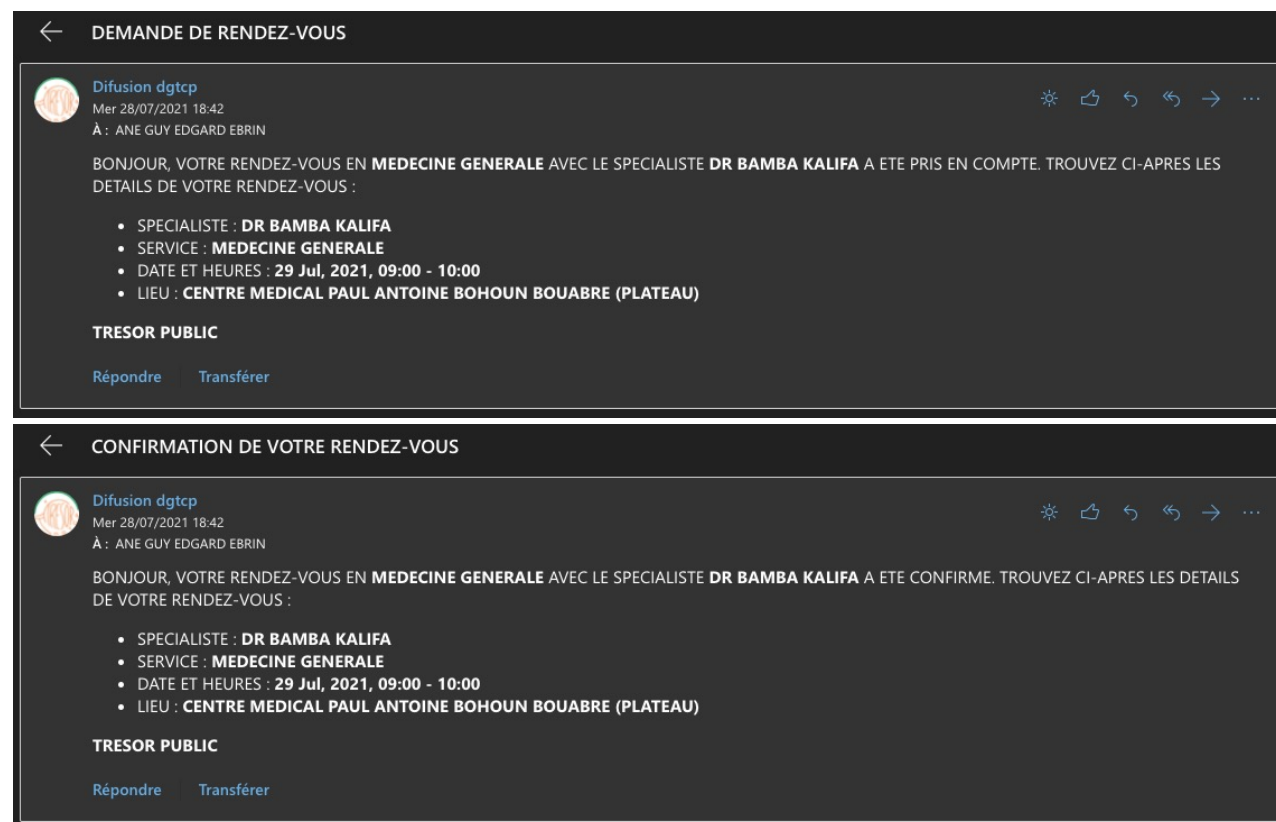 DEMANDE DE RENDEZ-VOUS
Difusion dgtcp
Mer 28/07/2021 18:42
À : ANE GUY EDGARD EBRIN
BONJOUR, VOTRE RENDEZ-VOUS EN MEDECINE GENERALE AVEC LE SPECIALISTE DR BAMBA KALIFA A ETE PRIS EN COMPTE. TROUVEZ CI-APRES LES
DETAILS DE VOTRE RENDEZ-VOUS :
• SPECIALISTE : DR BAMBA KALIFA
• SERVICE : MEDECINE GENERALE
• DATE ET HEURES : 29 Jul, 2021, 09:00 - 10:00
• LIEU : CENTRE MEDICAL PAUL ANTOINE BOHOUN BOUABRE (PLATEAU)
TRESOR PUBLIC
Répondre Transférer
CONFIRMATION DE VOTRE RENDEZ-VOUS
Difusion dgtcp
Mer 28/07/2021 18:42
À : ANE GUY EDGARD EBRIN
BONJOUR, VOTRE RENDEZ-VOUS EN MEDECINE GENERALE AVEC LE SPECIALISTE DR BAMBA KALIFA A ETE CONFIRME. TROUVEZ CI-APRES LES DETAILS
DE VOTRE RENDEZ-VOUS :
• SPECIALISTE : DR BAMBA KALIFA
• SERVICE : MEDECINE GENERALE
• DATE ET HEURES : 29 Jul, 2021, 09:00 - 10:00
• LIEU : CENTRE MEDICAL PAUL ANTOINE BOHOUN BOUABRE (PLATEAU)
TRESOR PUBLIC
Répondre Transférer